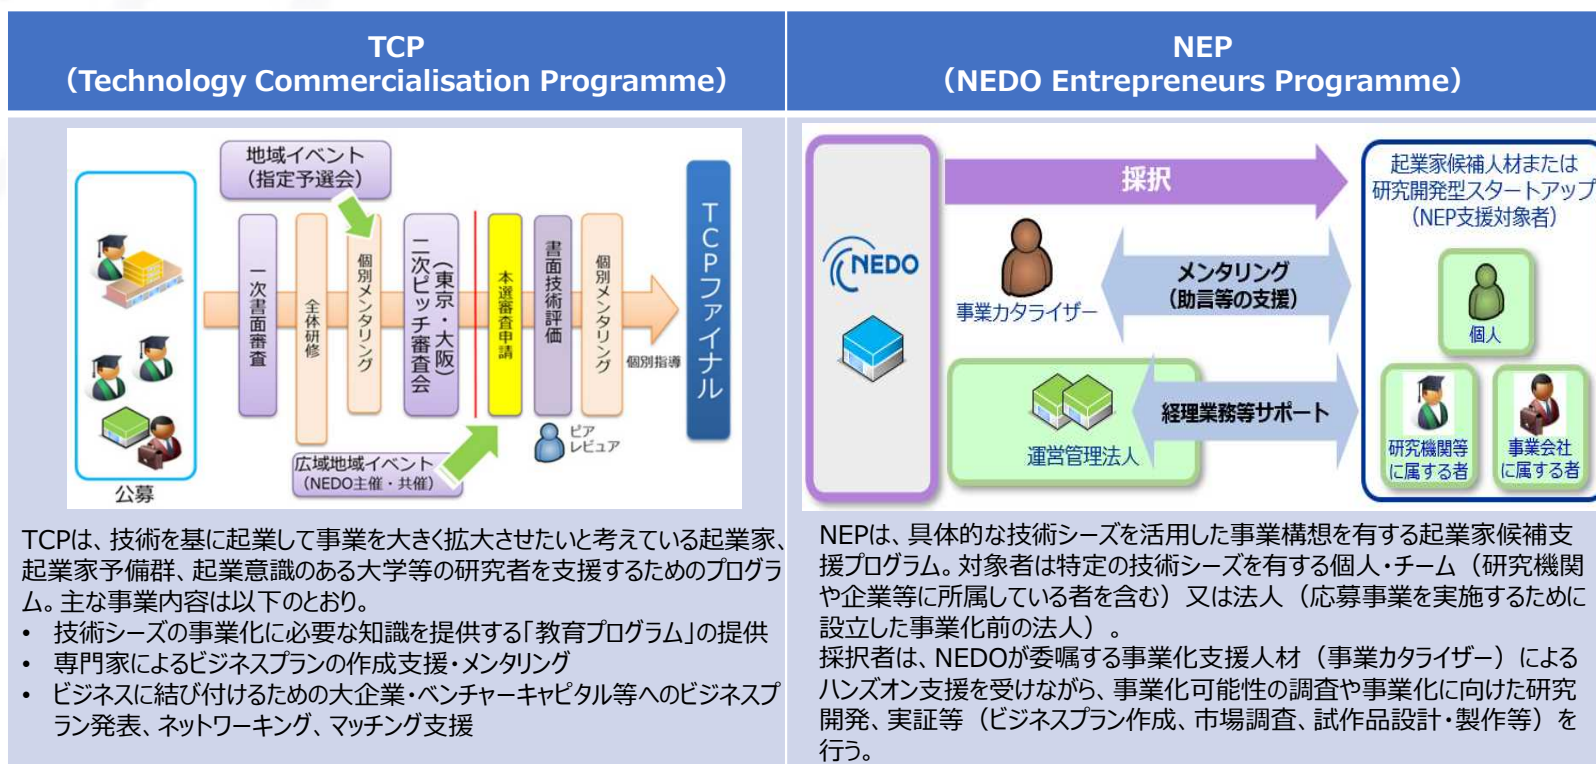 TCP
（Technology Commercialisation Programme）
地域イベント
（指定予選会）
一次書面審査
全体研修
個別メンタリング
二次ピッチ審査会
（東京・大阪）
本選審査申請
書面技術評価
個別メンタリング
個別指導
TCPファイナル
ピア
レビュア
広域地域イベント
（NEDO主催・共催）
公募
TCPは、技術を基に起業して事業を大きく拡大させたいと考えている起業家、
起業家予備群、起業意識のある大学等の研究者を支援するためのプログラ
ム。主な事業内容は以下のとおり。
• 技術シーズの事業化に必要な知識を提供する「教育プログラム」の提供
• 専門家によるビジネスプランの作成支援・メンタリング
• ビジネスに結び付けるための大企業・ベンチャーキャピタル等へのビジネスプ
ラン発表、ネットワーキング、マッチング支援
NEP
（NEDO Entrepreneurs Programme）
採択
NEDO
事業カタライザー
メンタリング
（助言等の支援）
運営管理法人
経理業務等サポート
起業家候補人材または
研究開発型スタートアップ
（NEP支援対象者）
個人
研究機関等
に属する者
事業会社
に属する者
NEPは、具体的な技術シーズを活用した事業構想を有する起業家候補支
援プログラム。対象者は特定の技術シーズを有する個人・チーム（研究機関
や企業等に所属している者を含む）又は法人（応募事業を実施するために
設立した事業化前の法人）。
採択者は、NEDOが委嘱する事業化支援人材（事業カタライザー）による
ハンズオン支援を受けながら、事業化可能性の調査や事業化に向けた研究
開発、実証等（ビジネスプラン作成、市場調査、試作品設計・製作等）を
行う。